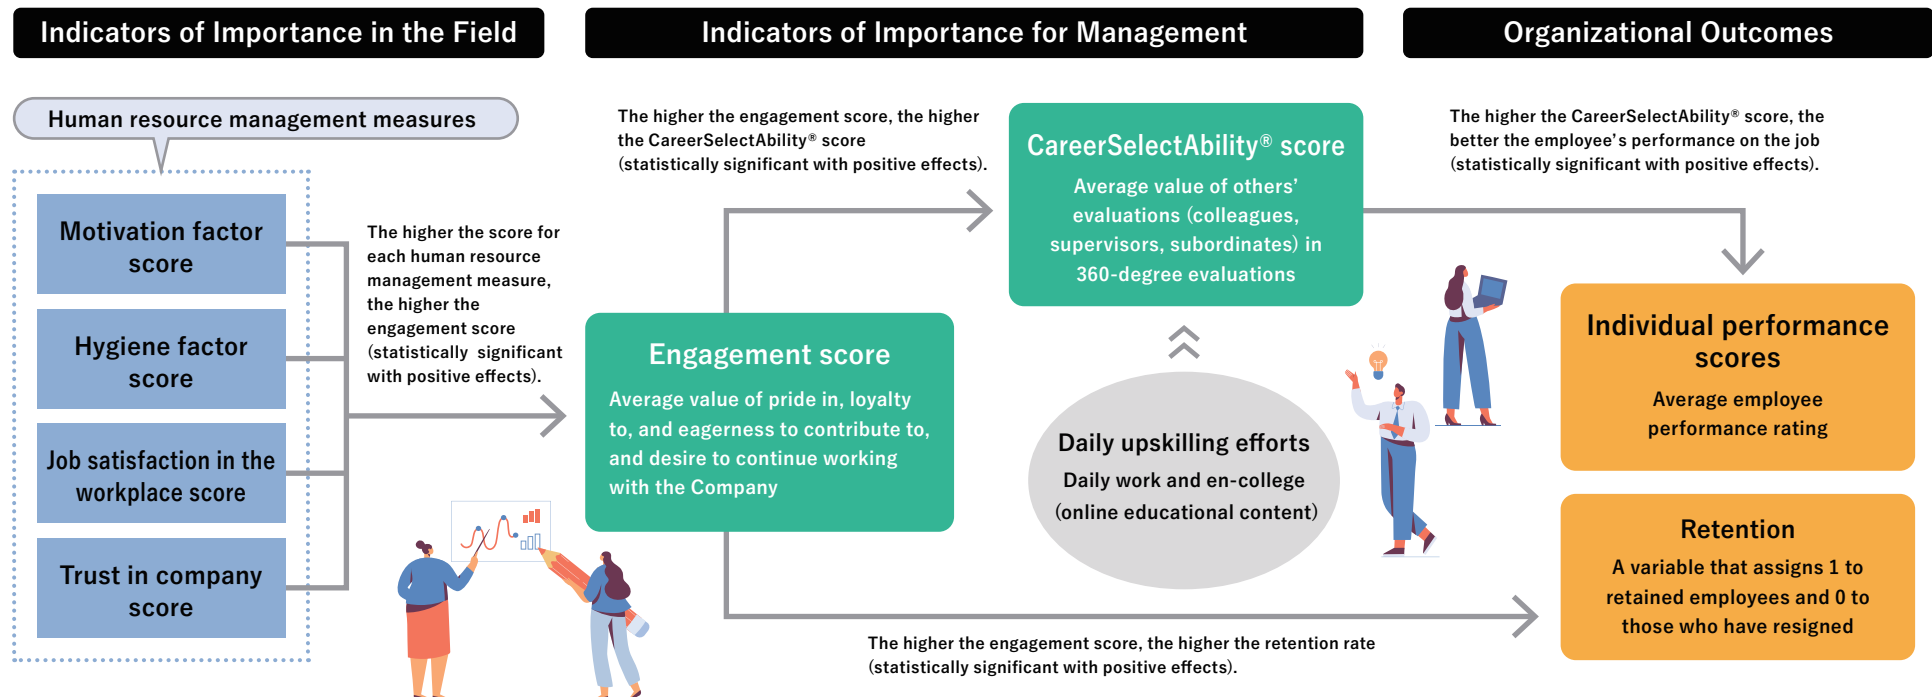 Indicators of Importance in the Field
Indicators of Importance for Management
Organizational Outcomes
Human resource management measures
Motivation factor
score
Hygiene factor
score
Job satisfaction in the
workplace score
Trust in company
score
The higher the score for
each human resource
management measure,
the higher the
engagement score
(statistically significant
with positive effects).
Engagement score
Average value of pride in, loyalty
to, and eagerness to contribute to,
and desire to continue working
with the Company
The higher the engagement score, the higher
the CareerSelectAbility® score
(statistically significant with positive effects).
CareerSelectAbility® score
Average value of others’
evaluations (colleagues,
supervisors, subordinates) in
360-degree evaluations
Daily upskilling efforts
Daily work and en-college
(online educational content)
The higher the engagement score, the higher the retention rate
(statistically significant with positive effects).
The higher the CareerSelectAbility® score, the
better the employee’s performance on the job
(statistically significant with positive effects).
Individual performance
scores
Average employee
performance rating
Retention
A variable that assigns 1 to
retained employees and 0 to
those who have resigned